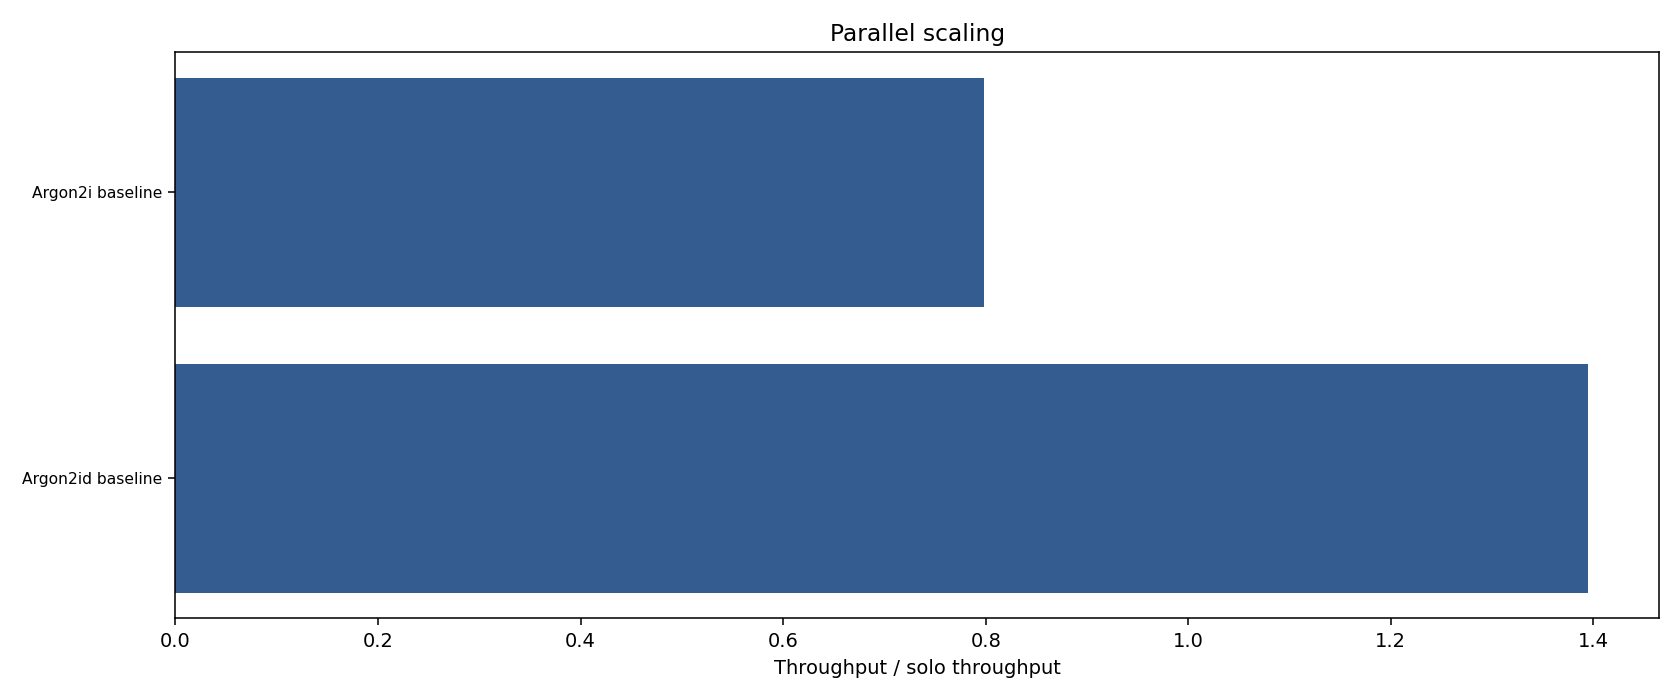 Parallel scaling
Argon2i baseline
Argon2id baseline
0.0 0.2 0.4 0.6 0.8 1.0 1.2 1.4
Throughput / solo throughput